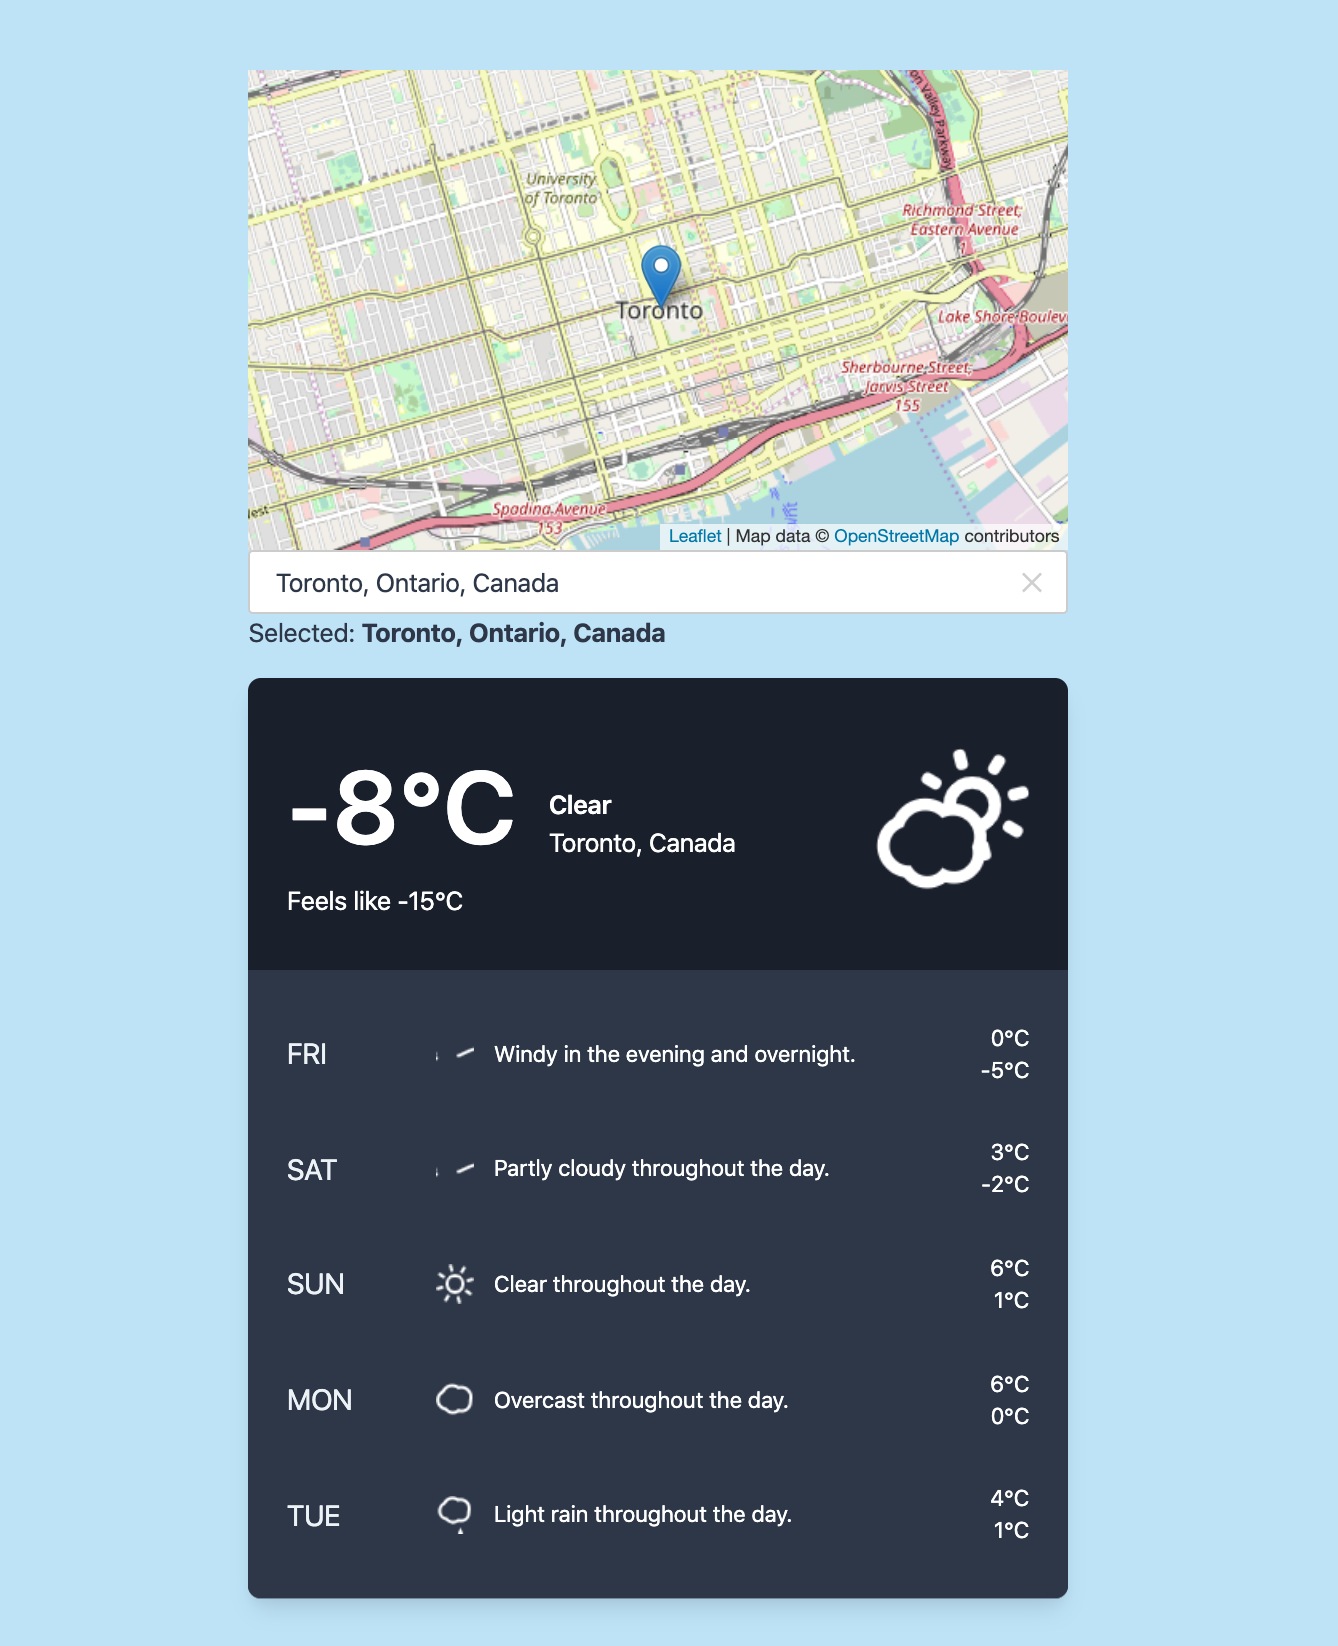 on Valley Parkway
University
of Toronto
Richmond Street;
Eastern Avenue
1
Toronto
Lake Shore Boulev
Sherbourne Street;
Jarvis Street
155
est
Spadina Avenue
153
Leaflet | Map data © OpenStreetMap contributors
Toronto, Ontario, Canada
Selected: Toronto, Ontario, Canada
-8°C
Clear
Toronto, Canada
Feels like -15°C
FRI Windy in the evening and overnight. 0°C
-5°C
SAT Partly cloudy throughout the day. 3°C
-2°C
SUN Clear throughout the day. 6°C
1°C
MON Overcast throughout the day. 6°C
0°C
TUE Light rain throughout the day. 4°C
1°C